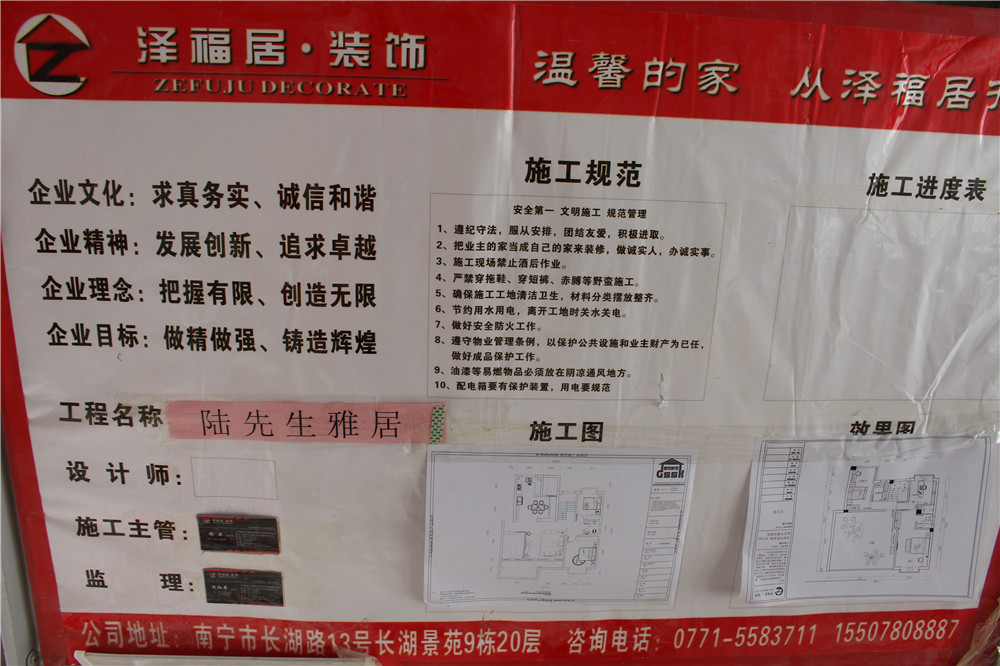 泽福居·装饰
ZEFUJU DECORATE
温馨的家 从泽福居
企业文化：求真务实、诚信和谐
企业精神：发展创新、追求卓越
企业理念：把握有限、创造无限
企业目标：做精做强、铸造辉煌
工程名称
陆先生雅居
设计师：
施工主管：
监理：
施工规范
安全第一 文明施工 规范管理
1、遵纪守法，服从安排，团结友爱，积极进取。
2、把业主的家当成自己的家来装修，做诚实人，办诚实事。
3、施工现场禁止酒后作业。
4、严禁穿拖鞋、穿短裤、赤膊等野蛮施工。
5、确保施工工地清洁卫生，材料分类摆放整齐。
6、节约用水用电，离开工地时关水关电。
7、做好安全防火工作。
8、遵守物业管理条例，以保护公共设施和业主财产为已任，
做好成品保护工作。
9、油漆等易燃物品必须放在阴凉通风地方。
10、配电箱要有保护装置，用电要规范
施工进度表
施工图
GSSH
效果图
公司地址：南宁市长湖路13号长湖景苑9栋20层 咨询电话：0771-5583711 15507808887